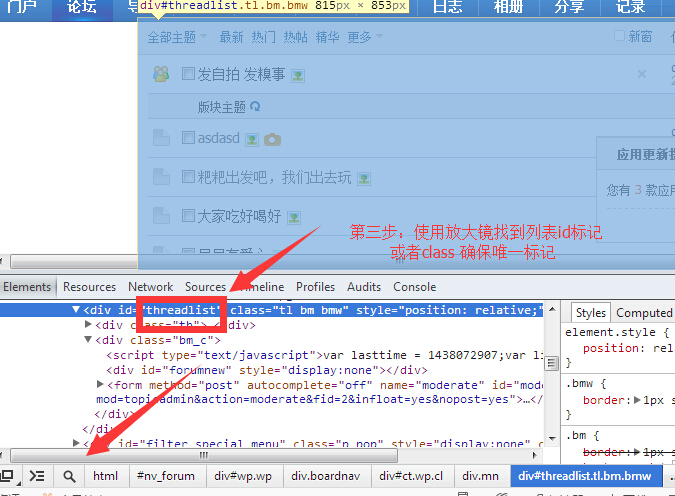 门户 论坛 日志 相册 分享 记录
div#threadlist.tl.bm.bmw 815px × 853px
全部主题 最新 热门 热帖 精华 更多 新窗
发自拍 发糗事
版块主题
asdasd
应用更新提
粑粑出发吧，我们出去玩
您有 3 款应用
大家吃好喝好
第三步：使用放大镜找到列表id标记
或者class 确保唯一标记
Elements Resources Network Sources Timeline Profiles Audits Console
<div id="threadlist" class="tl bm bmw" style="position: relative;"
Styles Computed
<div class="th">…</div>
element.style {
<div class="bm_c">
position: rel
<script type="text/javascript">var lasttime = 1438072907;var li
}
<div id="forumnew" style="display:none"></div>
.bmw {
<form method="post" autocomplete="off" name="moderate" id="mode
border: 1px s
mod=topicadmin&action=moderate&fid=2&infloat=yes&nopost=yes">…</
}
</div>
</div>
.bm {
id="filter_special_menu" class="p_pop" style="display:none"
border: 1px s
html #nv_forum div#wp.wp div.boardnav div#ct.wp.cl div.mn div#threadlist.tl.bm.bmw